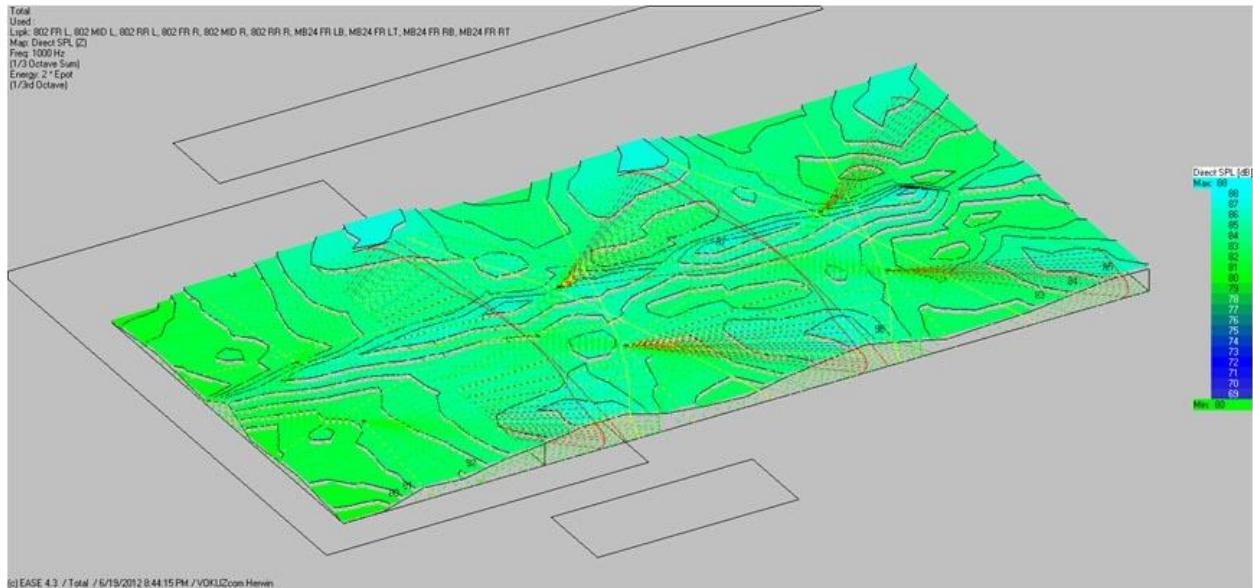 Total
Used :
Lspk: 802 FR L, 802 MID L, 802 RR L, 802 FR R, 802 MID R, 802 RR R, MB24 FR LB, MB24 FR LT, MB24 FR RB, MB24 FR RT
Map: Direct SPL (Z)
Freq: 1000 Hz
(1/3 Octave Sum)
Energy: 2 * Epot
(1/3rd Octave)
Direct SPL [dB]
Max: 88
88
87
86
85
84
83
82
81
80
79
78
77
76
75
74
73
72
71
70
69
Min: 80
84
83
(c) EASE 4.3 / Total / 6/19/2012 8:44:15 PM / VOKUZcom Herwin